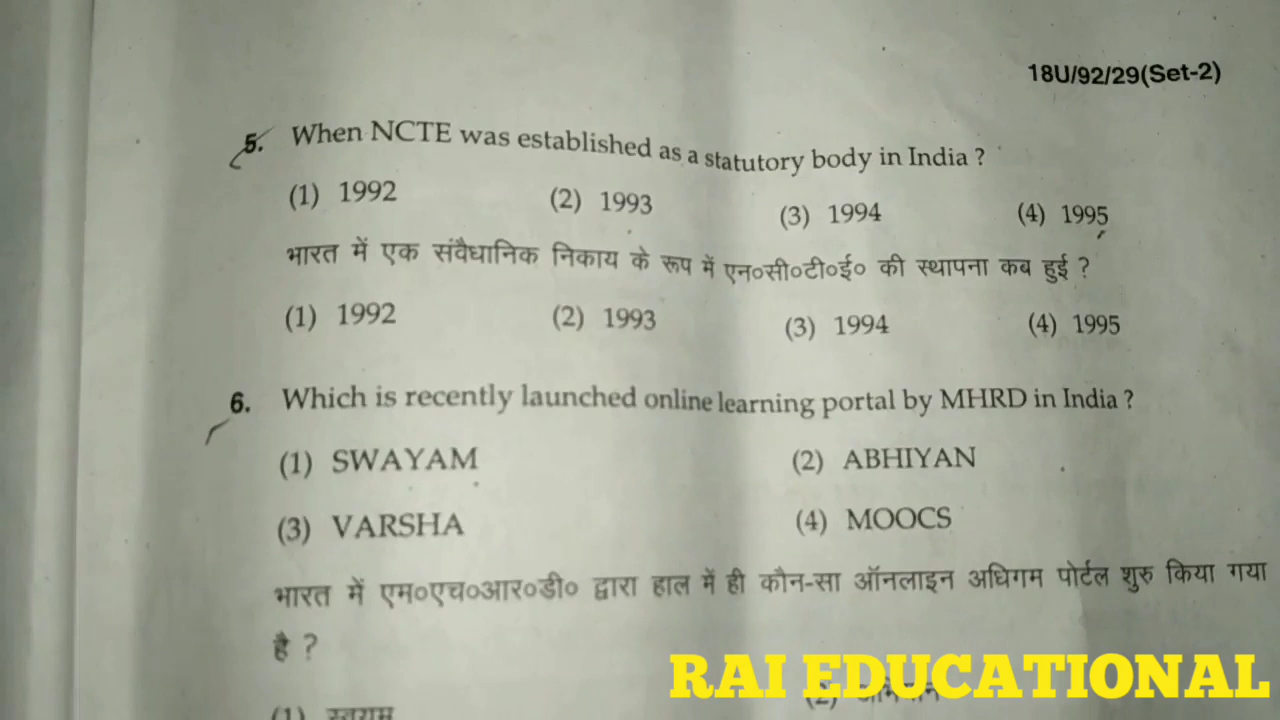 18U/92/29(Set-2)
5. When NCTE was established as a statutory body in India ?
(1) 1992 (2) 1993 (3) 1994 (4) 1995
भारत में एक संवैधानिक निकाय के रूप में एन०सी०टी०ई० की स्थापना कब हुई ?
(1) 1992 (2) 1993 (3) 1994 (4) 1995
6. Which is recently launched online learning portal by MHRD in India ?
(1) SWAYAM (2) ABHIYAN
(3) VARSHA (4) MOOCS
भारत में एम०एच०आर०डी० द्वारा हाल में ही कौन-सा ऑनलाइन अधिगम पोर्टल शुरु किया गया
है ?
RAI EDUCATIONAL
(1) (2)